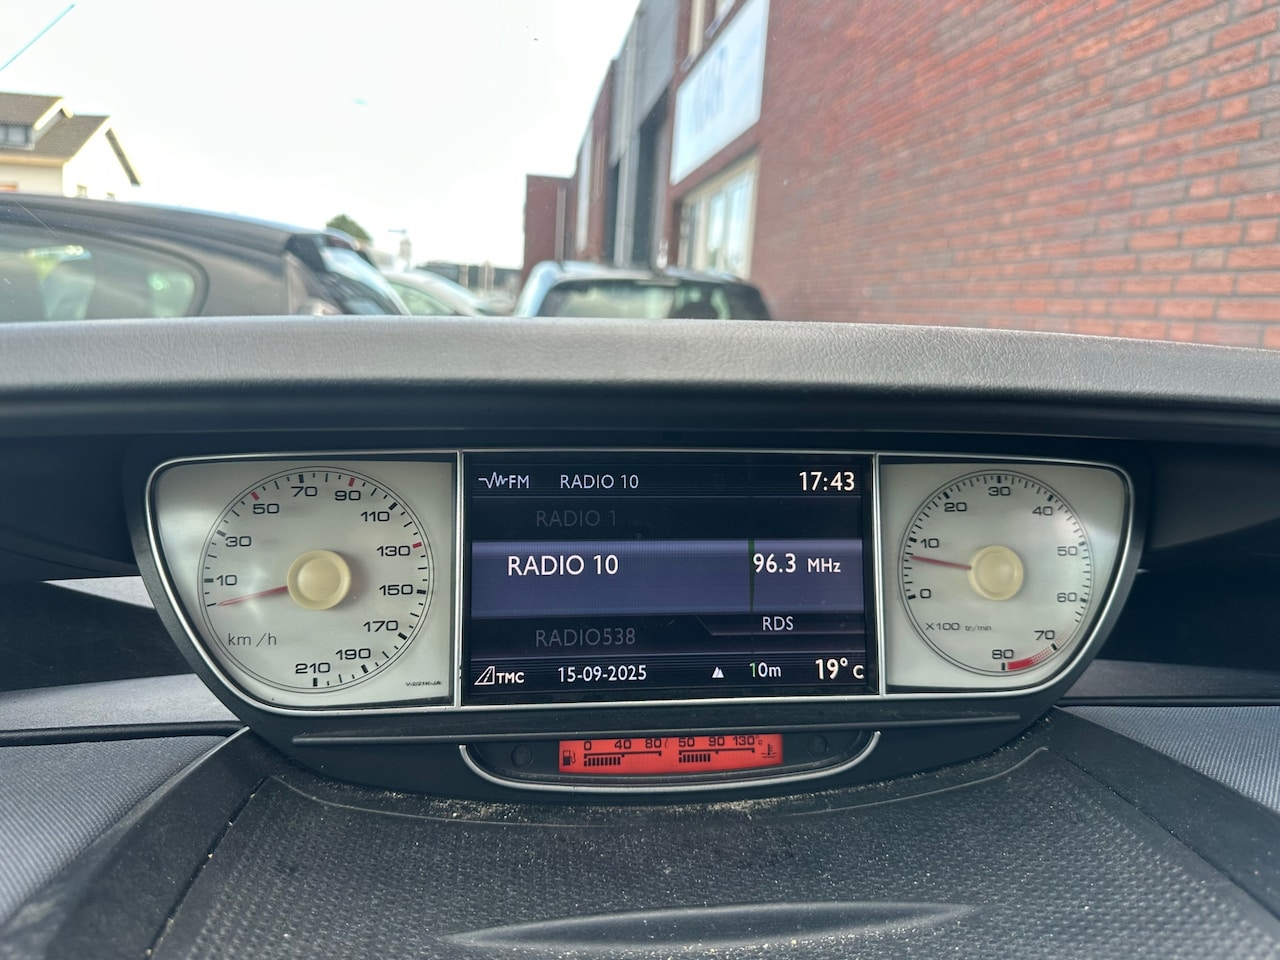 10
30
50
70
90
110
130
150
170
190
210
km/h
FM RADIO 10 17:43
RADIO 1
RADIO 10 96.3 MHz
RDS
RADIO538
TMC 15-09-2025 10m 19° C
0
10
20
30
40
50
60
70
80
X100 tr/min
0 40 80 l 50 90 130 °C